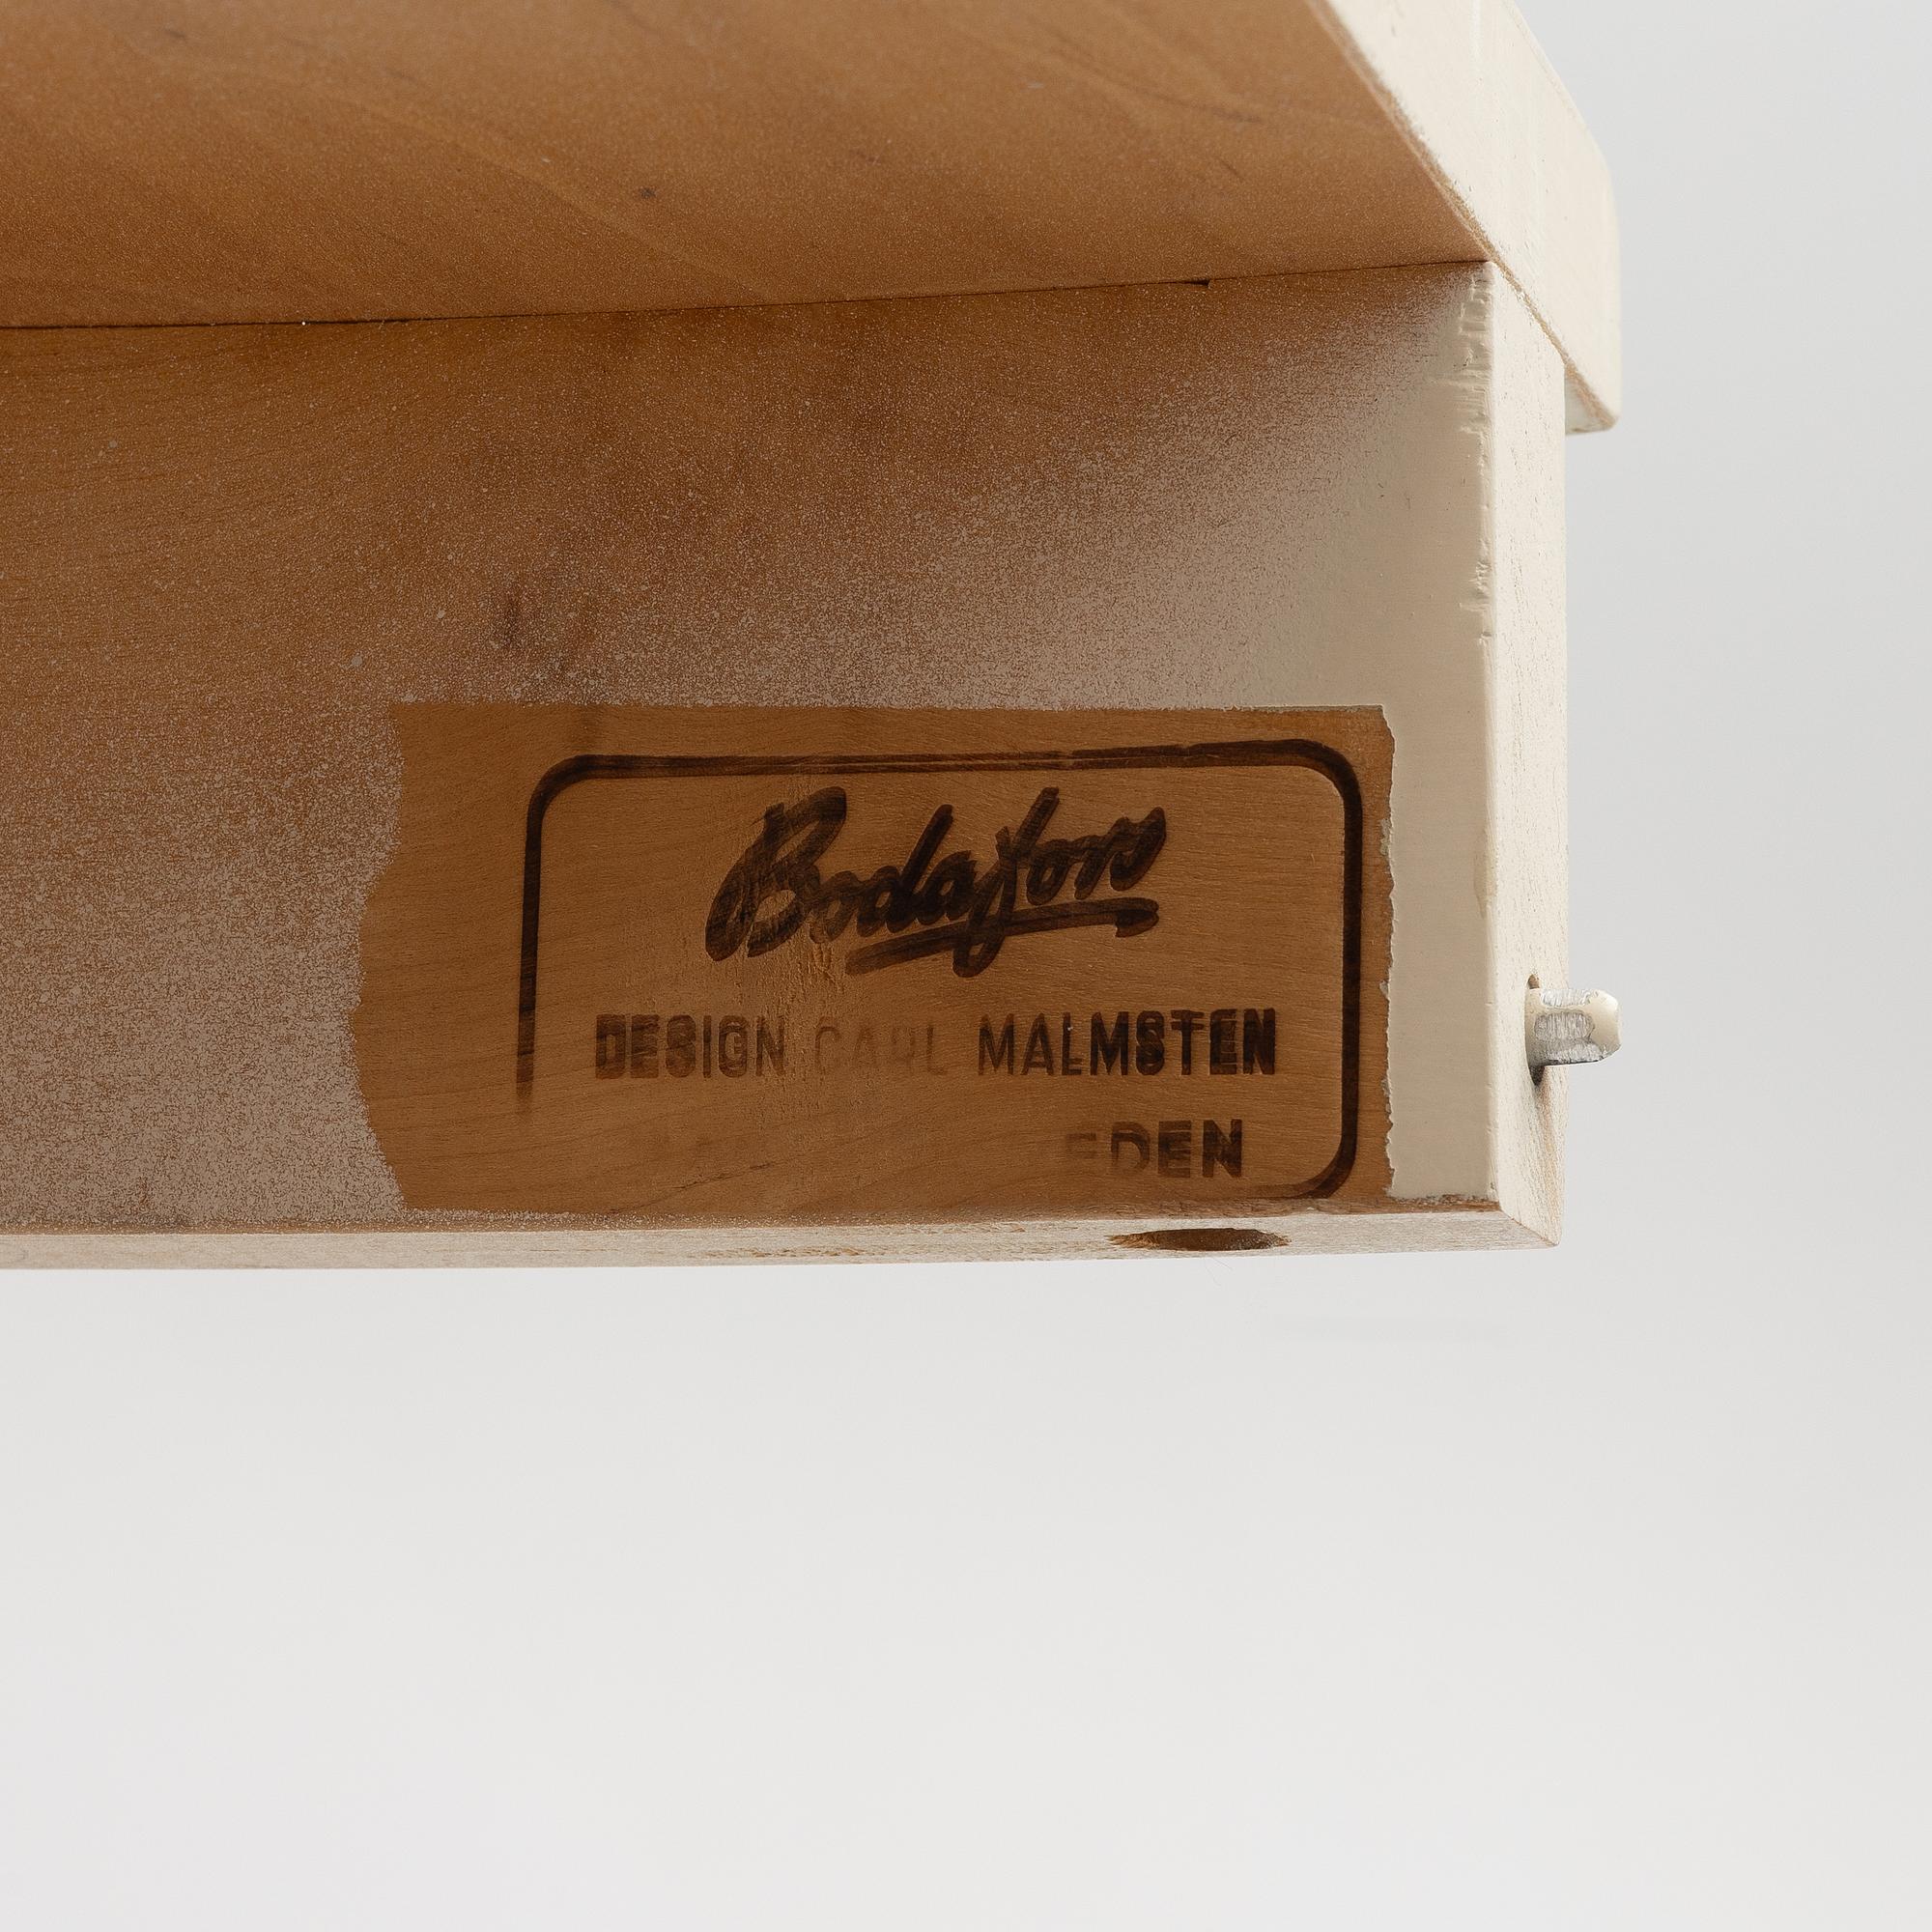 Bodafors
DESIGN CARL MALMSTEN
EDEN